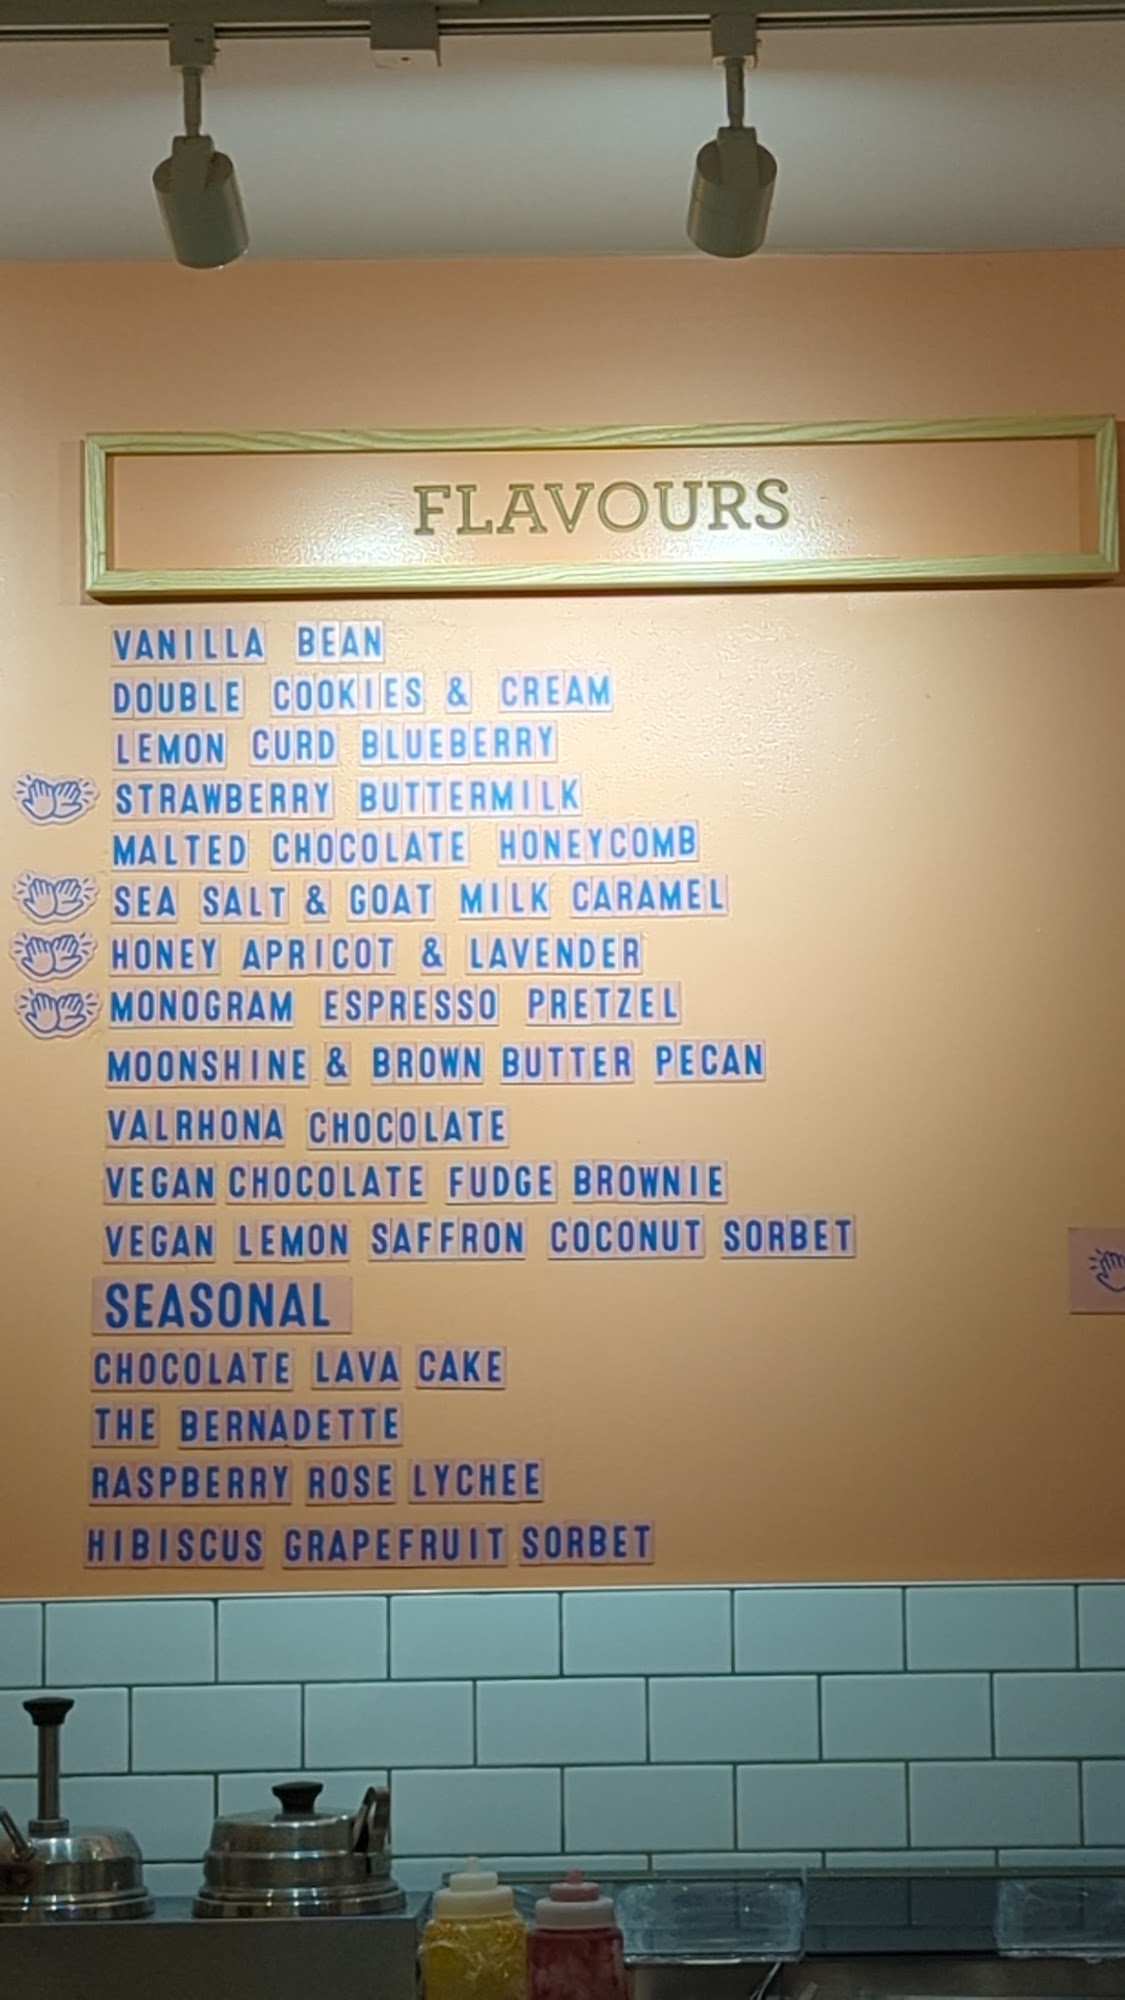 FLAVOURS
VANILLA BEAN
DOUBLE COOKIES & CREAM
LEMON CURD BLUEBERRY
STRAWBERRY BUTTERMILK
MALTED CHOCOLATE HONEYCOMB
SEA SALT & GOAT MILK CARAMEL
HONEY APRICOT & LAVENDER
MONOGRAM ESPRESSO PRETZEL
MOONSHINE & BROWN BUTTER PECAN
VALRHONA CHOCOLATE
VEGAN CHOCOLATE FUDGE BROWNIE
VEGAN LEMON SAFFRON COCONUT SORBET
SEASONAL
CHOCOLATE LAVA CAKE
THE BERNADETTE
RASPBERRY ROSE LYCHEE
HIBISCUS GRAPEFRUIT SORBET